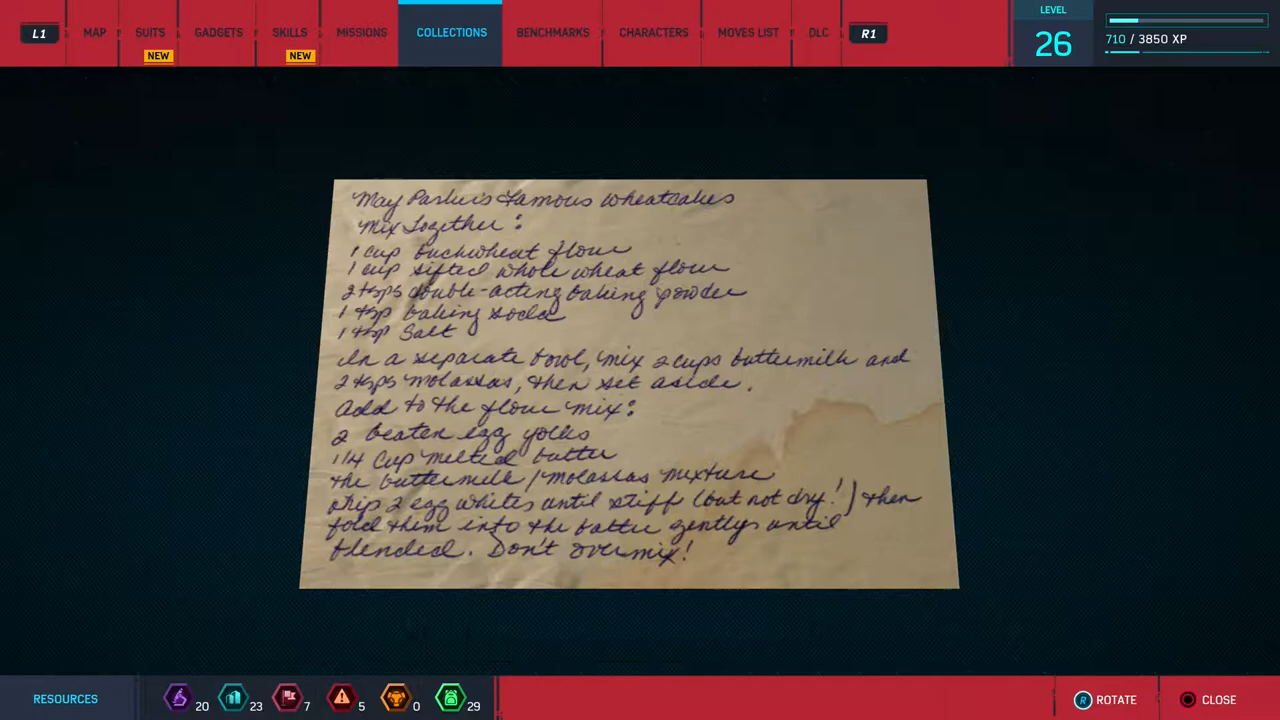 L1 MAP SUITS GADGETS SKILLS MISSIONS COLLECTIONS BENCHMARKS CHARACTERS MOVES LIST DLC R1
NEW NEW
LEVEL
26
710 / 3850 XP
May Parker's Famous Wheatcakes
Mix Together:
1 cup buckwheat flour
1 cup sifted whole wheat flour
2 tsps double-acting baking powder
1 tsp baking soda
1 tsp Salt
In a separate bowl, mix 2 cups buttermilk and
2 tsps molassas, then set aside.
Add to the flour mix:
2 beaten egg yolks
1/4 Cup melted butter
the buttermilk/molassas mixture
whip 2 egg whites until stiff (but not dry!) then
fold them into the batter gently until
blended. Don't overmix!
RESOURCES 20 23 7 5 0 29
R ROTATE CLOSE